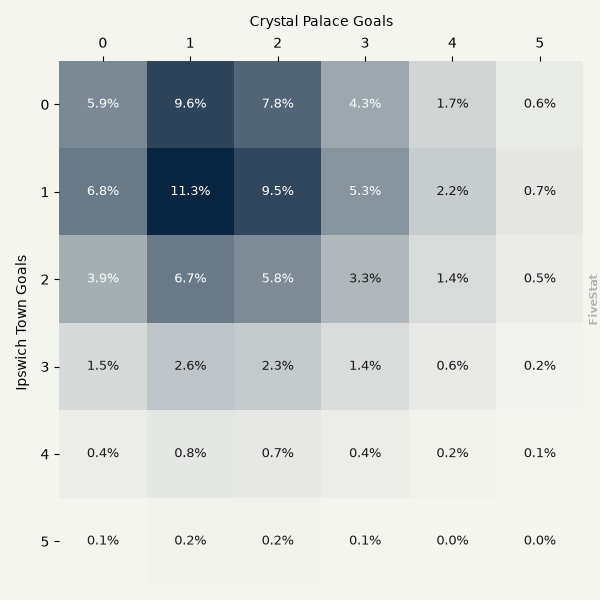 Crystal Palace Goals
0 1 2 3 4 5
Ipswich Town Goals
0 5.9% 9.6% 7.8% 4.3% 1.7% 0.6%
1 6.8% 11.3% 9.5% 5.3% 2.2% 0.7%
2 3.9% 6.7% 5.8% 3.3% 1.4% 0.5%
3 1.5% 2.6% 2.3% 1.4% 0.6% 0.2%
4 0.4% 0.8% 0.7% 0.4% 0.2% 0.1%
5 0.1% 0.2% 0.2% 0.1% 0.0% 0.0%
FiveStat